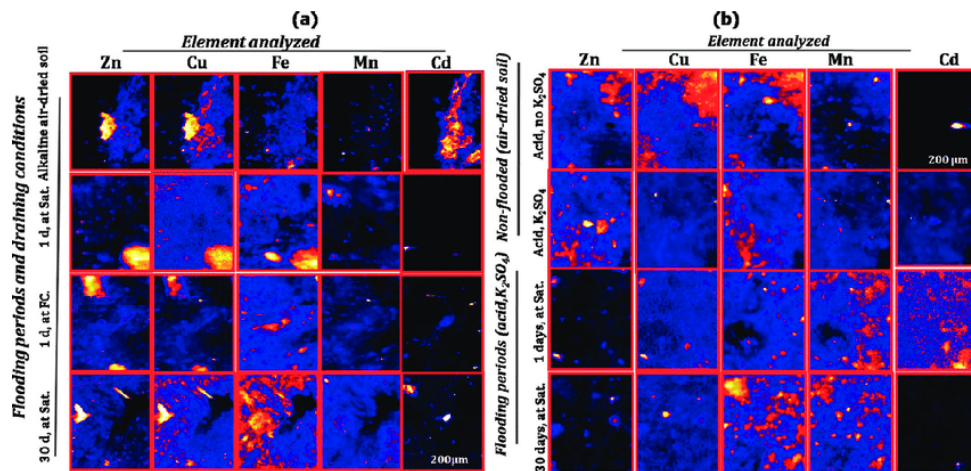 (a)
Element analyzed
Zn Cu Fe Mn Cd
Flooding periods and draining conditions
Alkaline air-dried soil
1 d, at Sat.
1 d, at FC.
30 d, at Sat.
200µm
(b)
Element analyzed
Zn Cu Fe Mn Cd
Non-flooded (air-dried soil)
Flooding periods (acid,K₂SO₄)
Acid, no K₂SO₄
Acid, K₂SO₄
1 days, at Sat.
30 days, at Sat.
200 µm